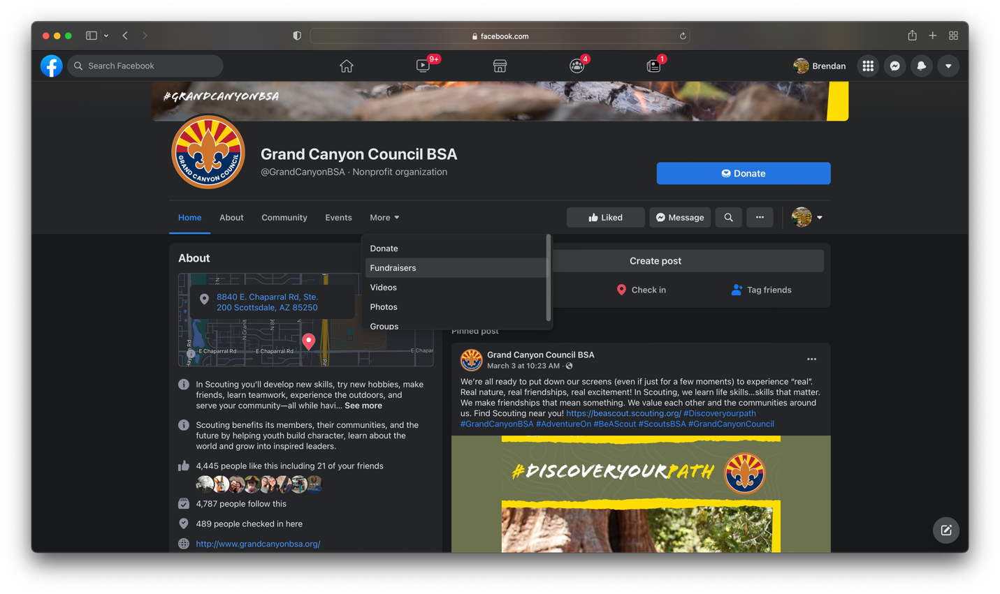 facebook.com
Search Facebook
9+
4
1
Brendan
#GRANDCANYONBSA
GRAND CANYON COUNCIL
Grand Canyon Council BSA
@GrandCanyonBSA · Nonprofit organization
Donate
Home
About
Community
Events
More
Liked
Message
Donate
Fundraisers
Videos
Photos
Groups
About
8840 E. Chaparral Rd, Ste.
200 Scottsdale, AZ 85250
E Chaparral Rd
E Chaparral Rd
E Chapar
In Scouting you’ll develop new skills, try new hobbies, make
friends, learn teamwork, experience the outdoors, and
serve your community—all while havi... See more
Scouting benefits its members, their communities, and the
future by helping youth build character, learn about the
world and grow into inspired leaders.
4,445 people like this including 21 of your friends
4,787 people follow this
489 people checked in here
http://www.grandcanyonbsa.org/
Create post
Check in
Tag friends
Pinned post
Grand Canyon Council BSA
March 3 at 10:23 AM ·
We’re all ready to put down our screens (even if just for a few moments) to experience “real”.
Real nature, real friendships, real excitement! In Scouting, we learn life skills...skills that matter.
We make friendships that mean something. We value each other and the communities around
us. Find Scouting near you! https://beascout.scouting.org/ #Discoveryourpath
#GrandCanyonBSA #AdventureOn #BeAScout #ScoutsBSA #GrandCanyonCouncil
#DISCOVERYOURPATH